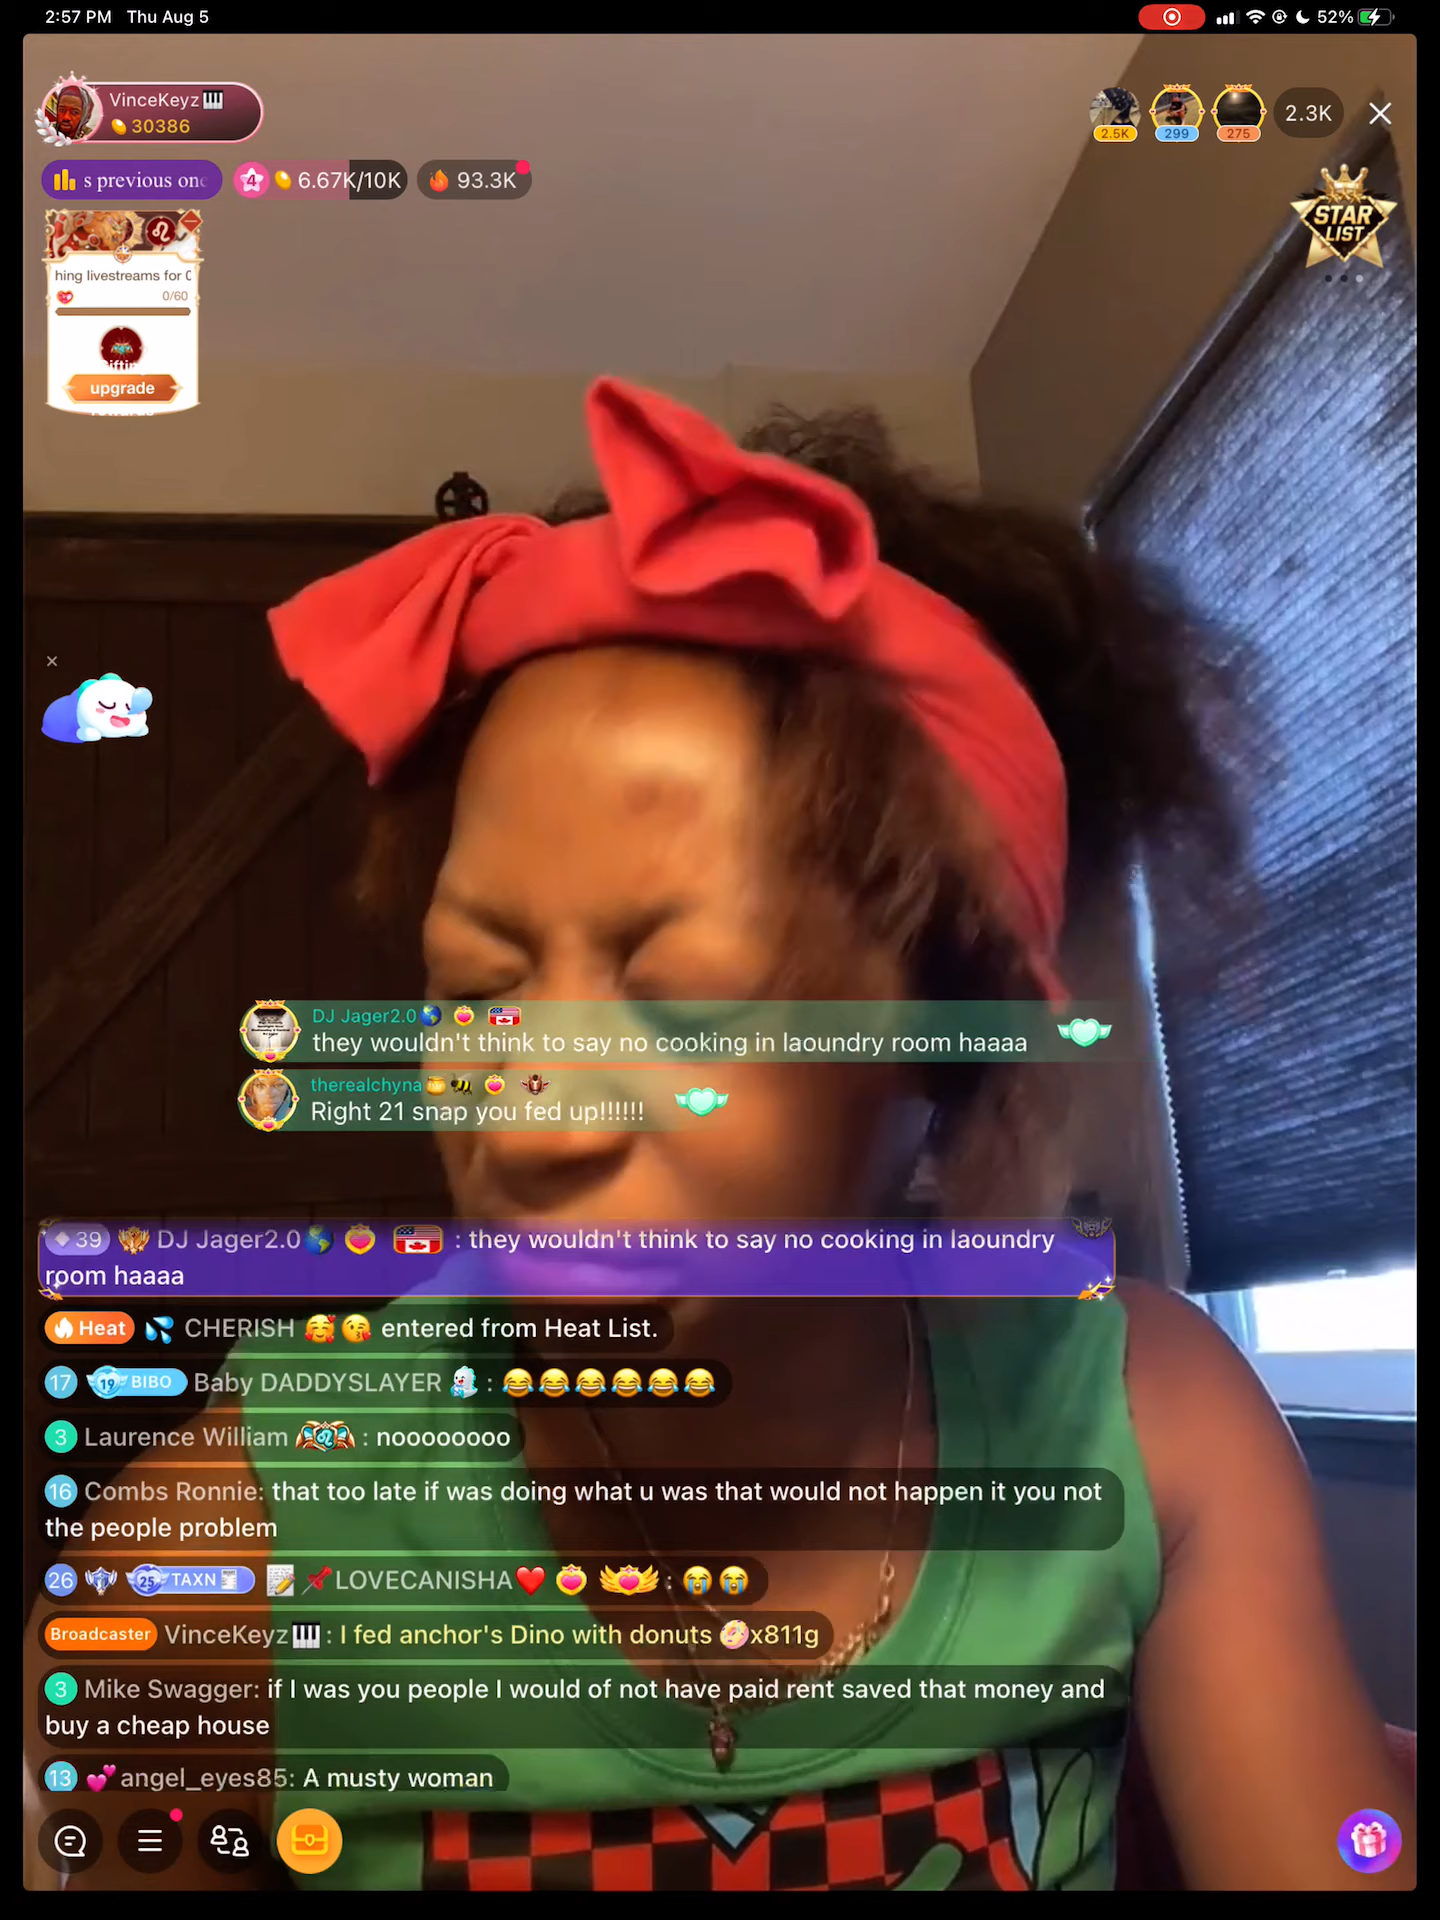 2:57 PM Thu Aug 5
52%
VinceKeyz🎹
30386
2.5K
299
275
2.3K
s previous one
4
6.67K/10K
93.3K
STAR
LIST
hing livestreams for
0/60
upgrade
DJ Jager2.0🌎
they wouldn't think to say no cooking in laoundry room haaaa
therealchyna🍯🐝
Right 21 snap you fed up!!!!!!
39 DJ Jager2.0🌎 : they wouldn't think to say no cooking in laoundry
room haaaa
Heat 💦 CHERISH 🥰😘 entered from Heat List.
17 19 BIBO Baby DADDYSLAYER : 😂😂😂😂😂😂
3 Laurence William : noooooooo
16 Combs Ronnie: that too late if was doing what u was that would not happen it you not
the people problem
26 25 TAXN 📝📌LOVECANISHA❤️ : 😭😭
Broadcaster VinceKeyz🎹: I fed anchor's Dino with donuts 🍩x811g
3 Mike Swagger: if I was you people I would of not have paid rent saved that money and
buy a cheap house
13 💕angel_eyes85: A musty woman